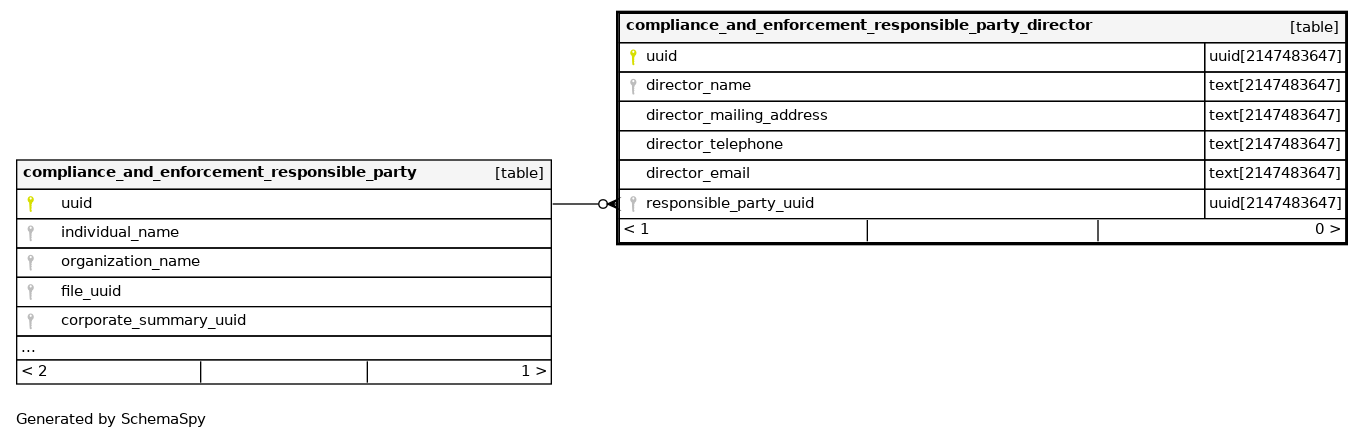 compliance_and_enforcement_responsible_party_director [table]
uuid uuid[2147483647]
director_name text[2147483647]
director_mailing_address text[2147483647]
director_telephone text[2147483647]
director_email text[2147483647]
responsible_party_uuid uuid[2147483647]
< 1 0 >
compliance_and_enforcement_responsible_party [table]
uuid
individual_name
organization_name
file_uuid
corporate_summary_uuid
...
< 2 1 >
Generated by SchemaSpy